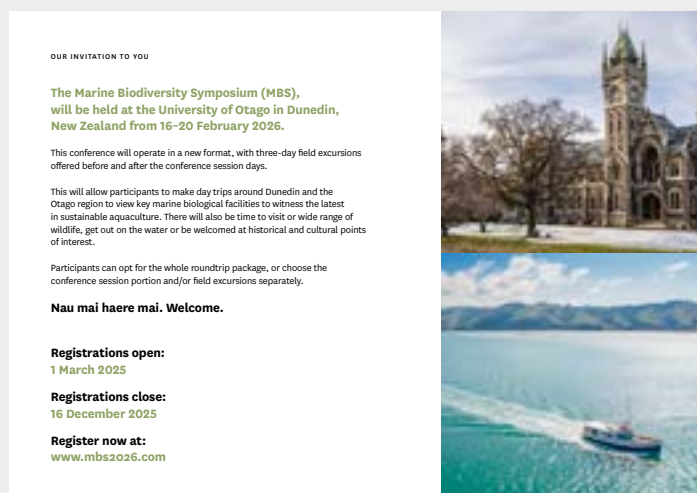 OUR INVITATION TO YOU
The Marine Biodiversity Symposium (MBS),
will be held at the University of Otago in Dunedin,
New Zealand from 16–20 February 2026.
This conference will operate in a new format, with three-day field excursions
offered before and after the conference session days.
This will allow participants to make day trips around Dunedin and the
Otago region to view key marine biological facilities to witness the latest
in sustainable aquaculture. There will also be time to visit or wide range of
wildlife, get out on the water or be welcomed at historical and cultural points
of interest.
Participants can opt for the whole roundtrip package, or choose the
conference session portion and/or field excursions separately.
Nau mai haere mai. Welcome.
Registrations open:
1 March 2025
Registrations close:
16 December 2025
Register now at:
www.mbs2026.com